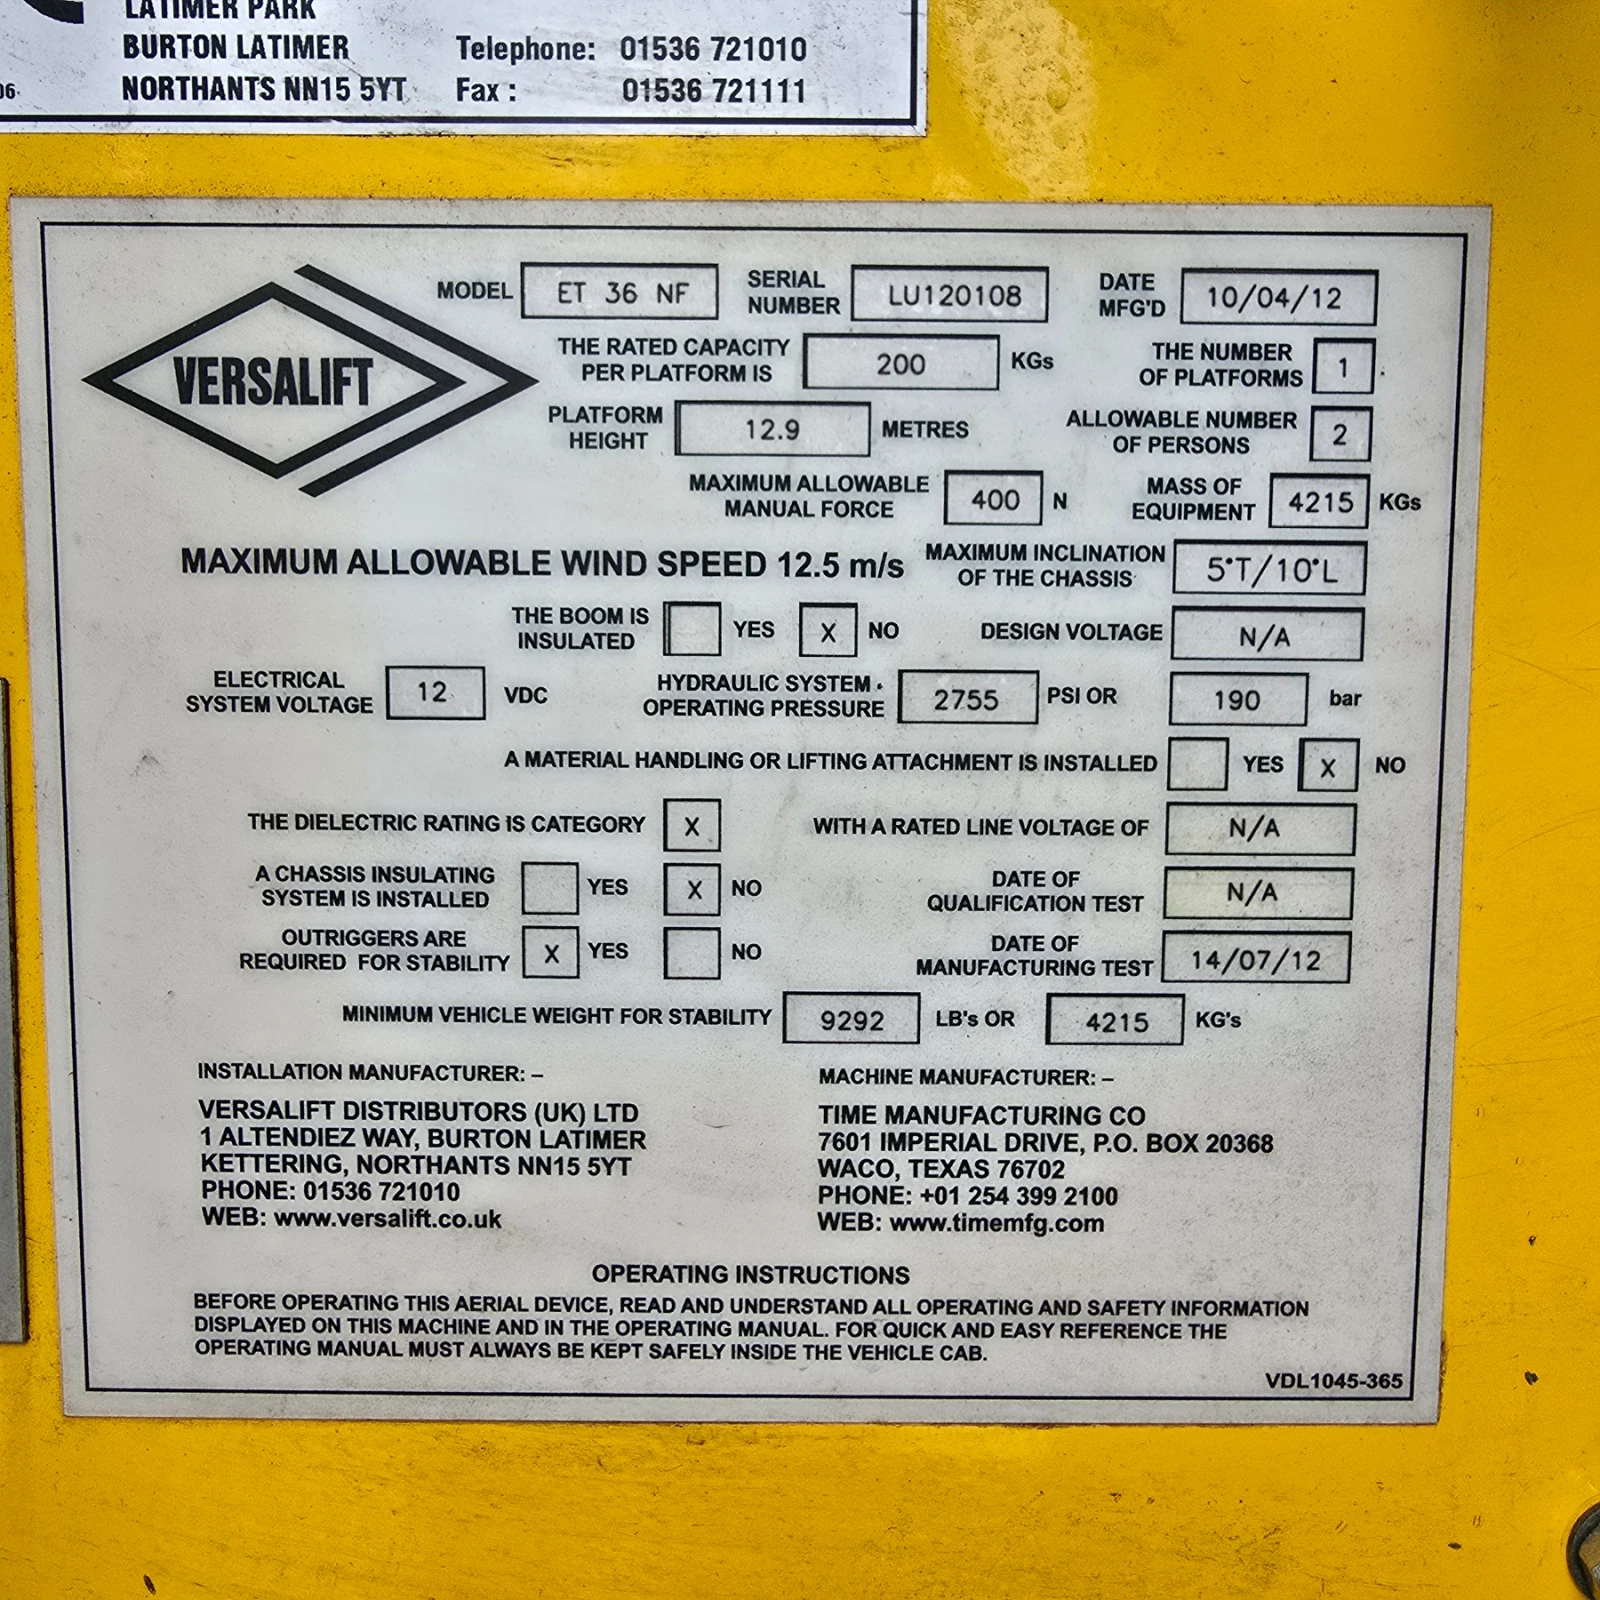 LATIMER PARK
BURTON LATIMER Telephone: 01536 721010
06 NORTHANTS NN15 5YT Fax : 01536 721111
VERSALIFT
MODEL ET 36 NF SERIAL NUMBER LU120108 DATE MFG'D 10/04/12
THE RATED CAPACITY PER PLATFORM IS 200 KGs THE NUMBER OF PLATFORMS 1
PLATFORM HEIGHT 12.9 METRES ALLOWABLE NUMBER OF PERSONS 2
MAXIMUM ALLOWABLE MANUAL FORCE 400 N MASS OF EQUIPMENT 4215 KGs
MAXIMUM ALLOWABLE WIND SPEED 12.5 m/s MAXIMUM INCLINATION OF THE CHASSIS 5°T/10°L
THE BOOM IS INSULATED YES X NO DESIGN VOLTAGE N/A
ELECTRICAL SYSTEM VOLTAGE 12 VDC HYDRAULIC SYSTEM OPERATING PRESSURE 2755 PSI OR 190 bar
A MATERIAL HANDLING OR LIFTING ATTACHMENT IS INSTALLED YES X NO
THE DIELECTRIC RATING IS CATEGORY X WITH A RATED LINE VOLTAGE OF N/A
A CHASSIS INSULATING SYSTEM IS INSTALLED YES X NO DATE OF QUALIFICATION TEST N/A
OUTRIGGERS ARE REQUIRED FOR STABILITY X YES NO DATE OF MANUFACTURING TEST 14/07/12
MINIMUM VEHICLE WEIGHT FOR STABILITY 9292 LB's OR 4215 KG's
INSTALLATION MANUFACTURER: –
VERSALIFT DISTRIBUTORS (UK) LTD
1 ALTENDIEZ WAY, BURTON LATIMER
KETTERING, NORTHANTS NN15 5YT
PHONE: 01536 721010
WEB: www.versalift.co.uk
MACHINE MANUFACTURER: –
TIME MANUFACTURING CO
7601 IMPERIAL DRIVE, P.O. BOX 20368
WACO, TEXAS 76702
PHONE: +01 254 399 2100
WEB: www.timemfg.com
OPERATING INSTRUCTIONS
BEFORE OPERATING THIS AERIAL DEVICE, READ AND UNDERSTAND ALL OPERATING AND SAFETY INFORMATION
DISPLAYED ON THIS MACHINE AND IN THE OPERATING MANUAL. FOR QUICK AND EASY REFERENCE THE
OPERATING MANUAL MUST ALWAYS BE KEPT SAFELY INSIDE THE VEHICLE CAB.
VDL1045-365